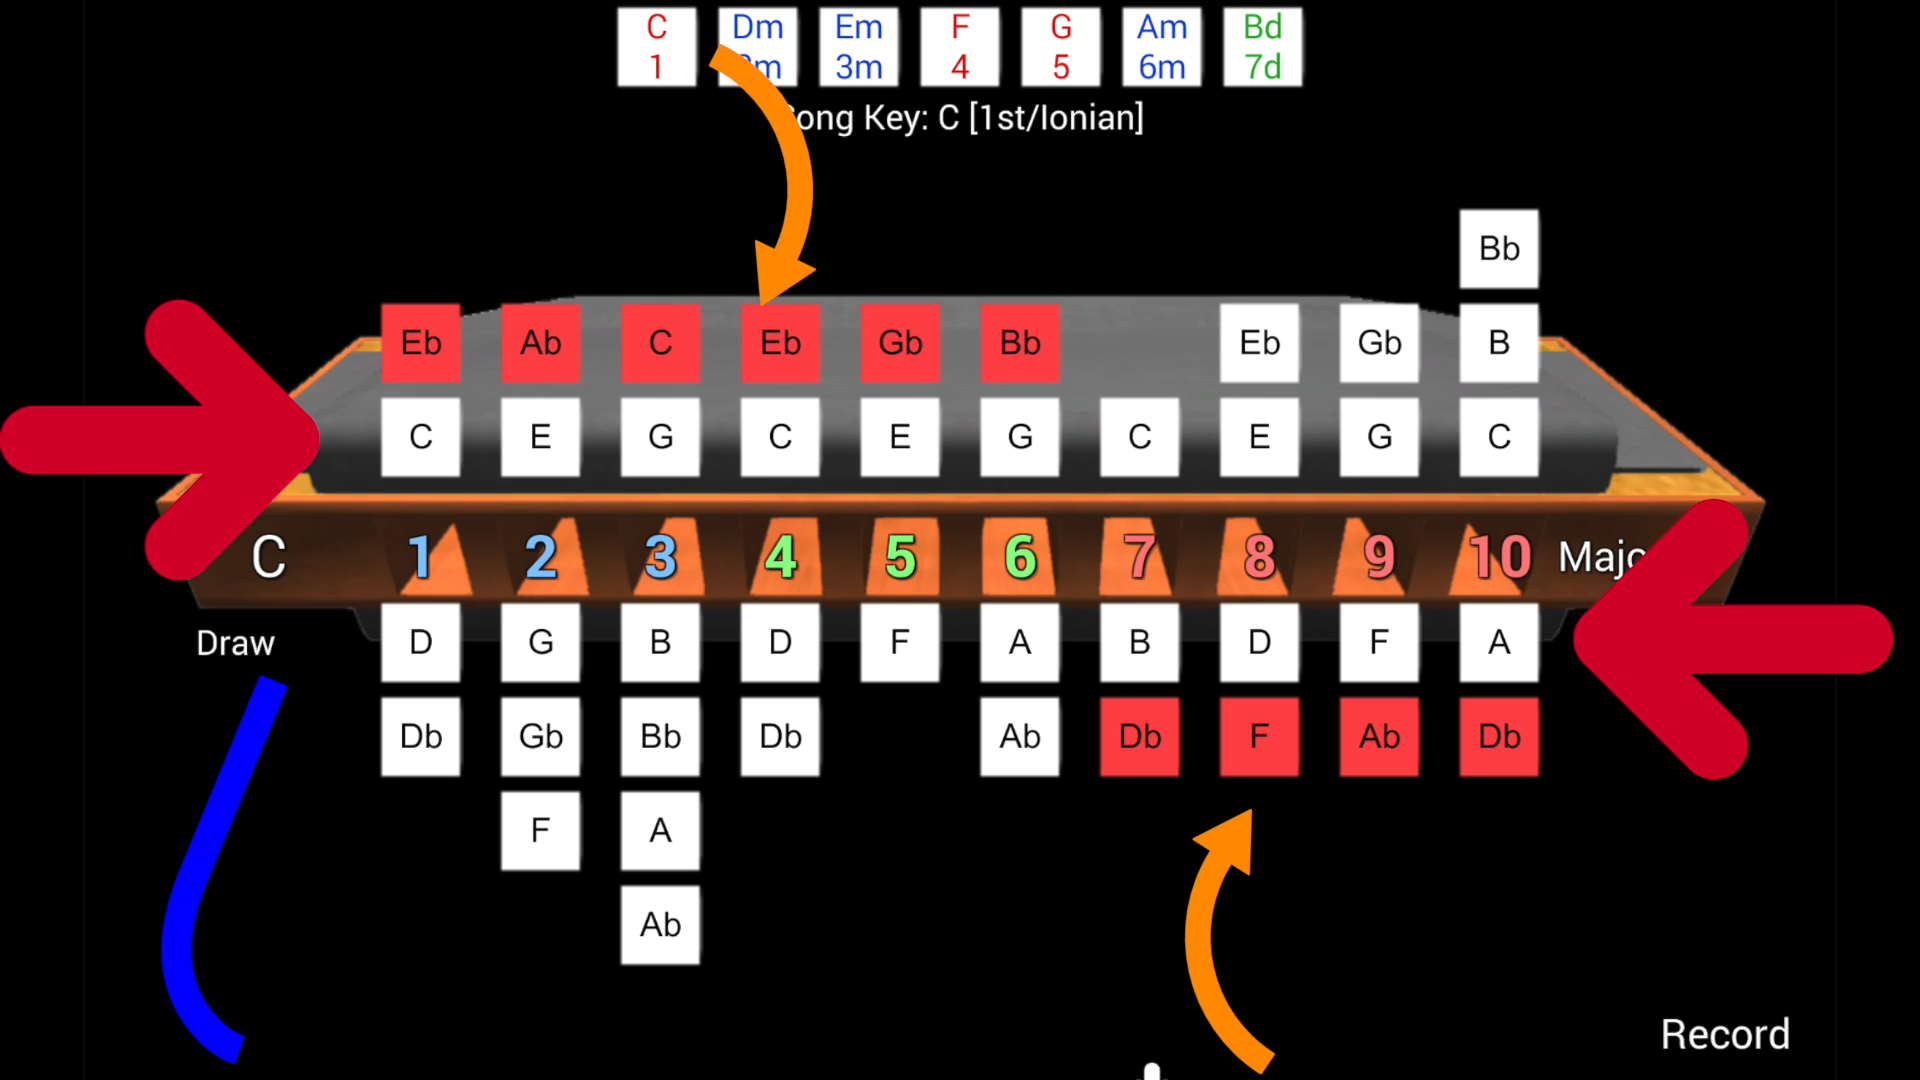 C Dm Em F G Am Bd
1 3m 4 5 6m 7d
Key: C [1st/Ionian]
Bb
Eb Ab C Eb Gb Bb Eb Gb B
C E G C E G C E G C
C 1 2 3 4 5 6 7 8 9 10
Draw D G B D F A B D F A
Db Gb Bb Db Ab Db F Ab Db
F A
Ab
Record